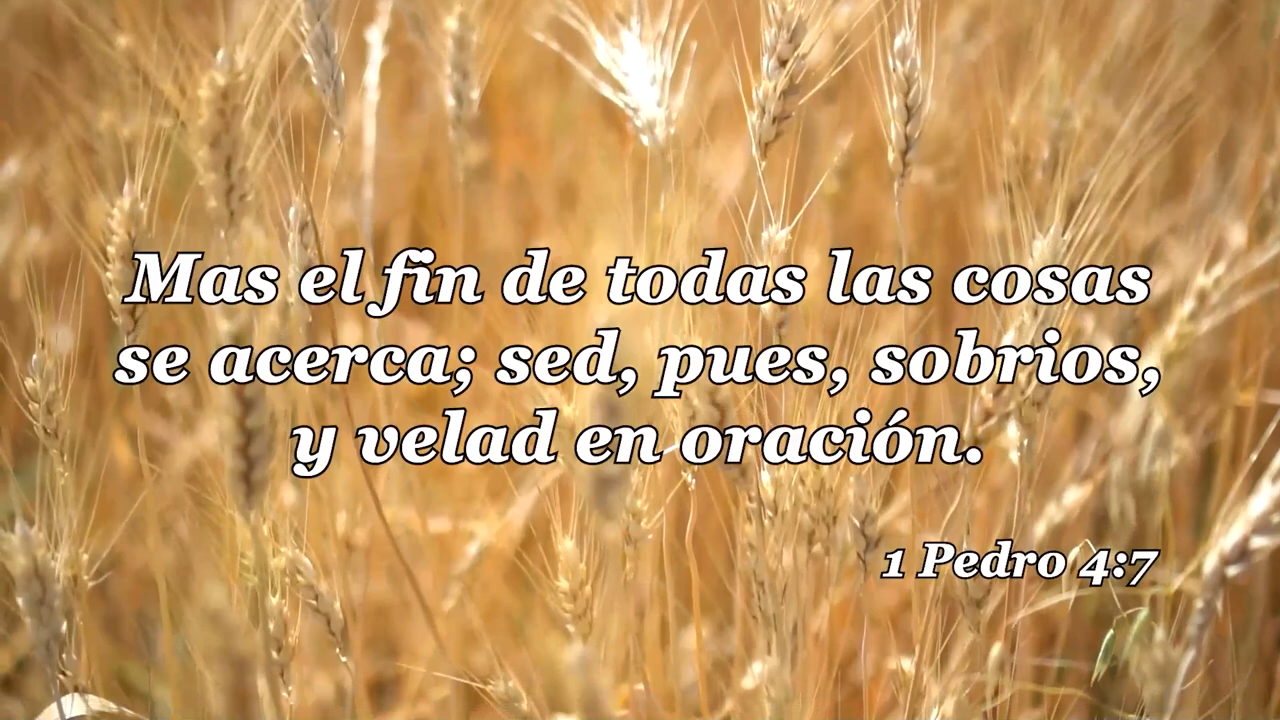 Mas el fin de todas las cosas
se acerca; sed, pues, sobrios,
y velad en oración.
1 Pedro 4:7